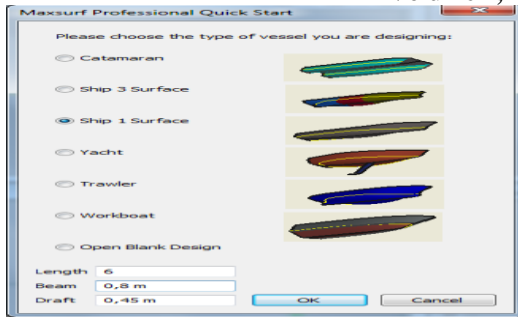 Maxsurf Professional Quick Start
Please choose the type of vessel you are designing:
Catamaran
Ship 3 Surface
Ship 1 Surface
Yacht
Trawler
Workboat
Open Blank Design
Length 6
Beam 0,8 m
Draft 0,45 m
OK Cancel